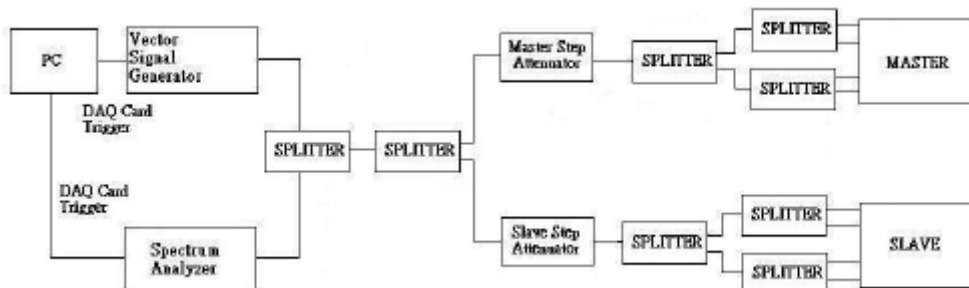 PC
Vector
Signal
Generator
DAQ Card
Trigger
DAQ Card
Trigger
Spectrum
Analyzer
SPLITTER
SPLITTER
Master Step
Attenuator
SPLITTER
SPLITTER
SPLITTER
MASTER
Slave Step
Attenuator
SPLITTER
SPLITTER
SPLITTER
SLAVE